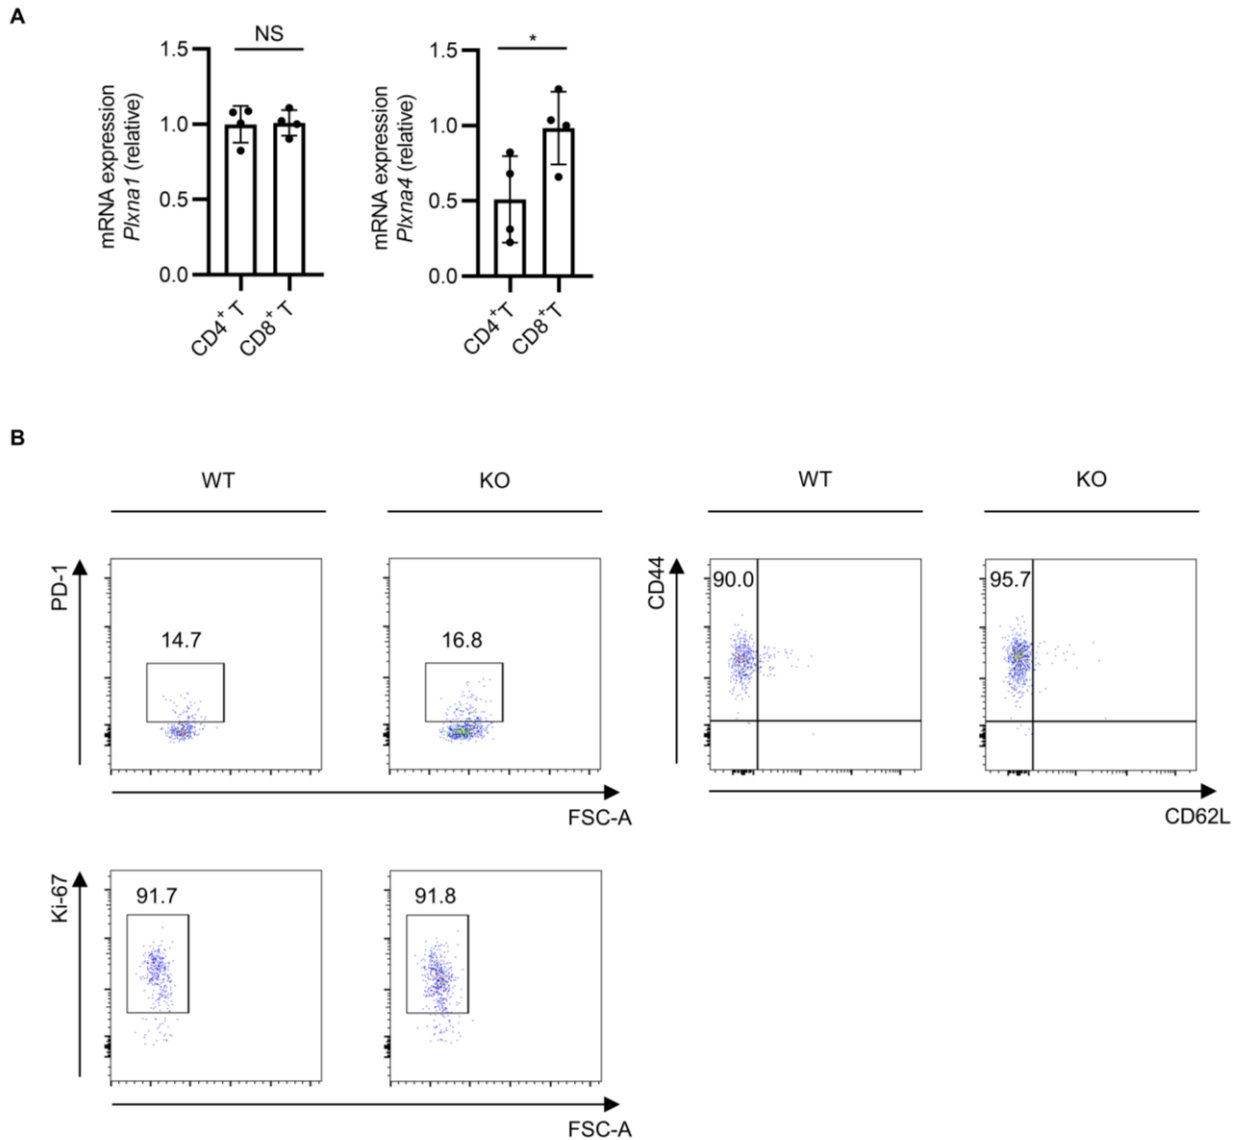 A
NS
*
mRNA expression
Plxna1 (relative)
1.5
1.0
0.5
0.0
CD4+ T
CD8+ T
mRNA expression
Plxna4 (relative)
1.5
1.0
0.5
0.0
CD4+ T
CD8+ T
B
WT
KO
WT
KO
PD-1
14.7
16.8
FSC-A
CD44
90.0
95.7
CD62L
Ki-67
91.7
91.8
FSC-A